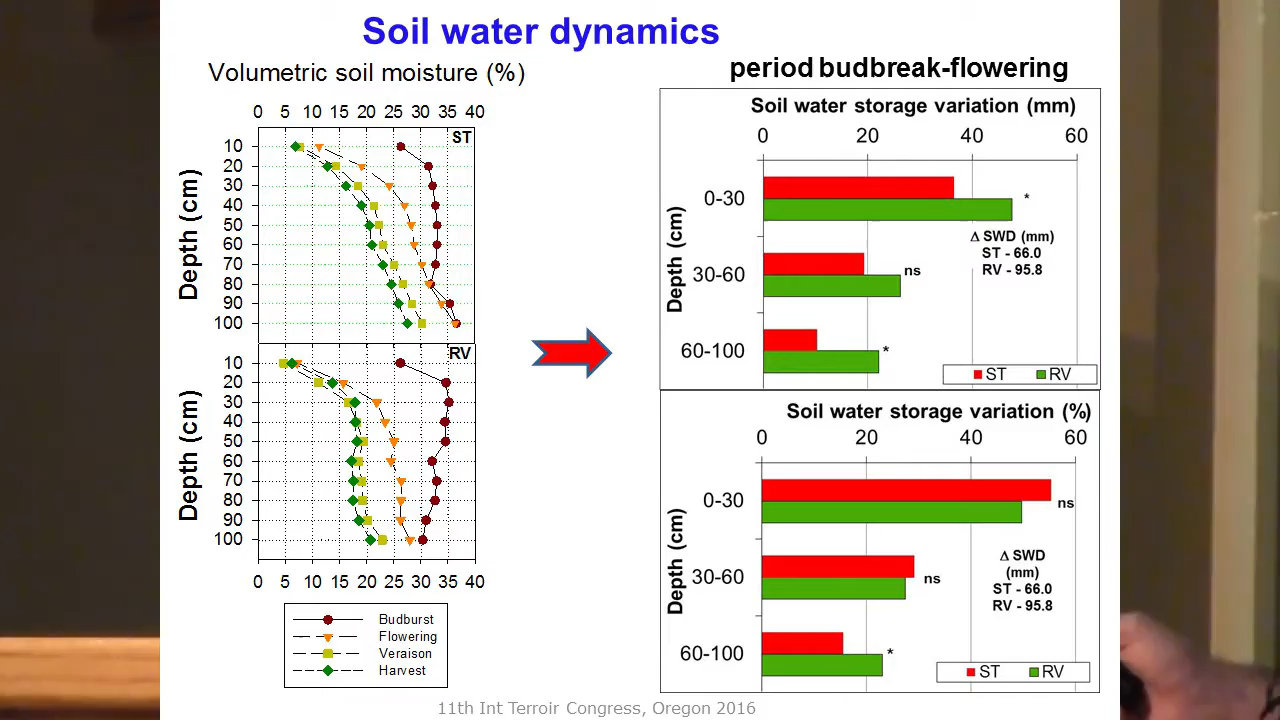 Soil water dynamics
Volumetric soil moisture (%)
0 5 10 15 20 25 30 35 40
ST
10
20
30
40
50
60
70
80
90
100
Depth (cm)
RV
10
20
30
40
50
60
70
80
90
100
Depth (cm)
0 5 10 15 20 25 30 35 40
Budburst
Flowering
Veraison
Harvest
period budbreak-flowering
Soil water storage variation (mm)
0 20 40 60
Depth (cm)
0-30
*
Δ SWD (mm)
ST - 66.0
RV - 95.8
30-60
ns
60-100
*
ST RV
Soil water storage variation (%)
0 20 40 60
Depth (cm)
0-30
ns
Δ SWD
(mm)
ST - 66.0
RV - 95.8
30-60
ns
60-100
*
ST RV
11th Int Terroir Congress, Oregon 2016